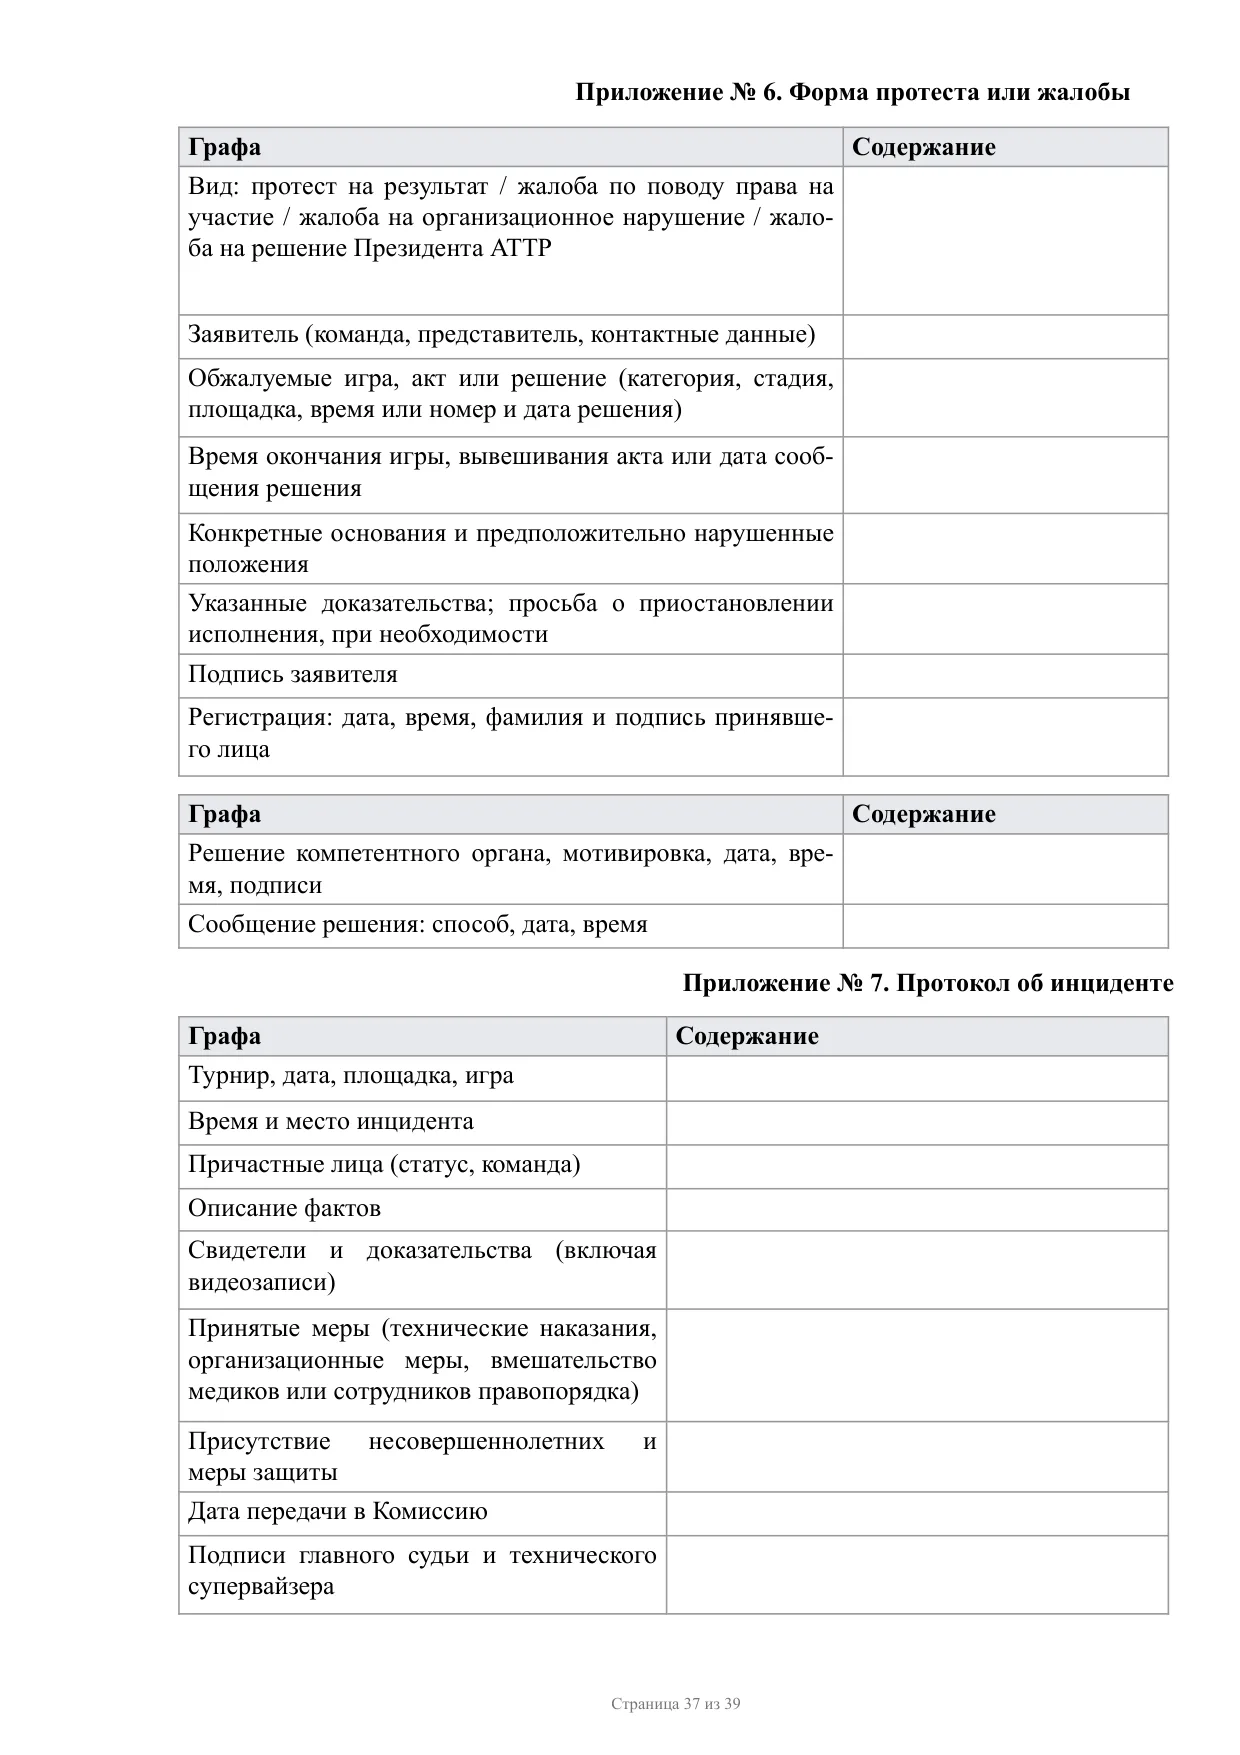 Приложение № 6. Форма протеста или жалобы
Графа Содержание
Вид: протест на результат / жалоба по поводу права на
участие / жалоба на организационное нарушение / жало-
ба на решение Президента АТТР
Заявитель (команда, представитель, контактные данные)
Обжалуемые игра, акт или решение (категория, стадия,
площадка, время или номер и дата решения)
Время окончания игры, вывешивания акта или дата сооб-
щения решения
Конкретные основания и предположительно нарушенные
положения
Указанные доказательства; просьба о приостановлении
исполнения, при необходимости
Подпись заявителя
Регистрация: дата, время, фамилия и подпись принявше-
го лица
Графа Содержание
Решение компетентного органа, мотивировка, дата, вре-
мя, подписи
Сообщение решения: способ, дата, время
Приложение № 7. Протокол об инциденте
Графа Содержание
Турнир, дата, площадка, игра
Время и место инцидента
Причастные лица (статус, команда)
Описание фактов
Свидетели и доказательства (включая
видеозаписи)
Принятые меры (технические наказания,
организационные меры, вмешательство
медиков или сотрудников правопорядка)
Присутствие несовершеннолетних и
меры защиты
Дата передачи в Комиссию
Подписи главного судьи и технического
супервайзера
Страница 37 из 39